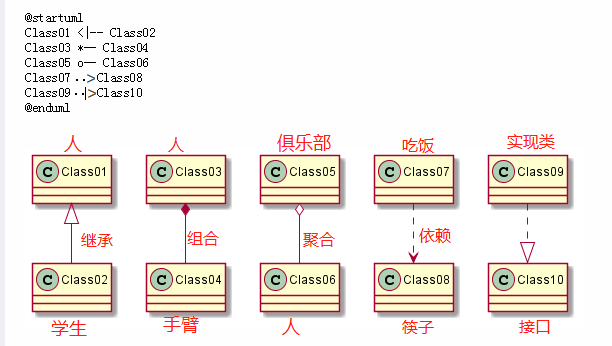 @startuml
Class01 <|-- Class02
Class03 *-- Class04
Class05 o-- Class06
Class07 ..>Class08
Class09..|>Class10
@enduml
人 人 俱乐部 吃饭 实现类
C Class01 C Class03 C Class05 C Class07 C Class09
继承 组合 聚合 依赖
C Class02 C Class04 C Class06 C Class08 C Class10
学生 手臂 人 筷子 接口